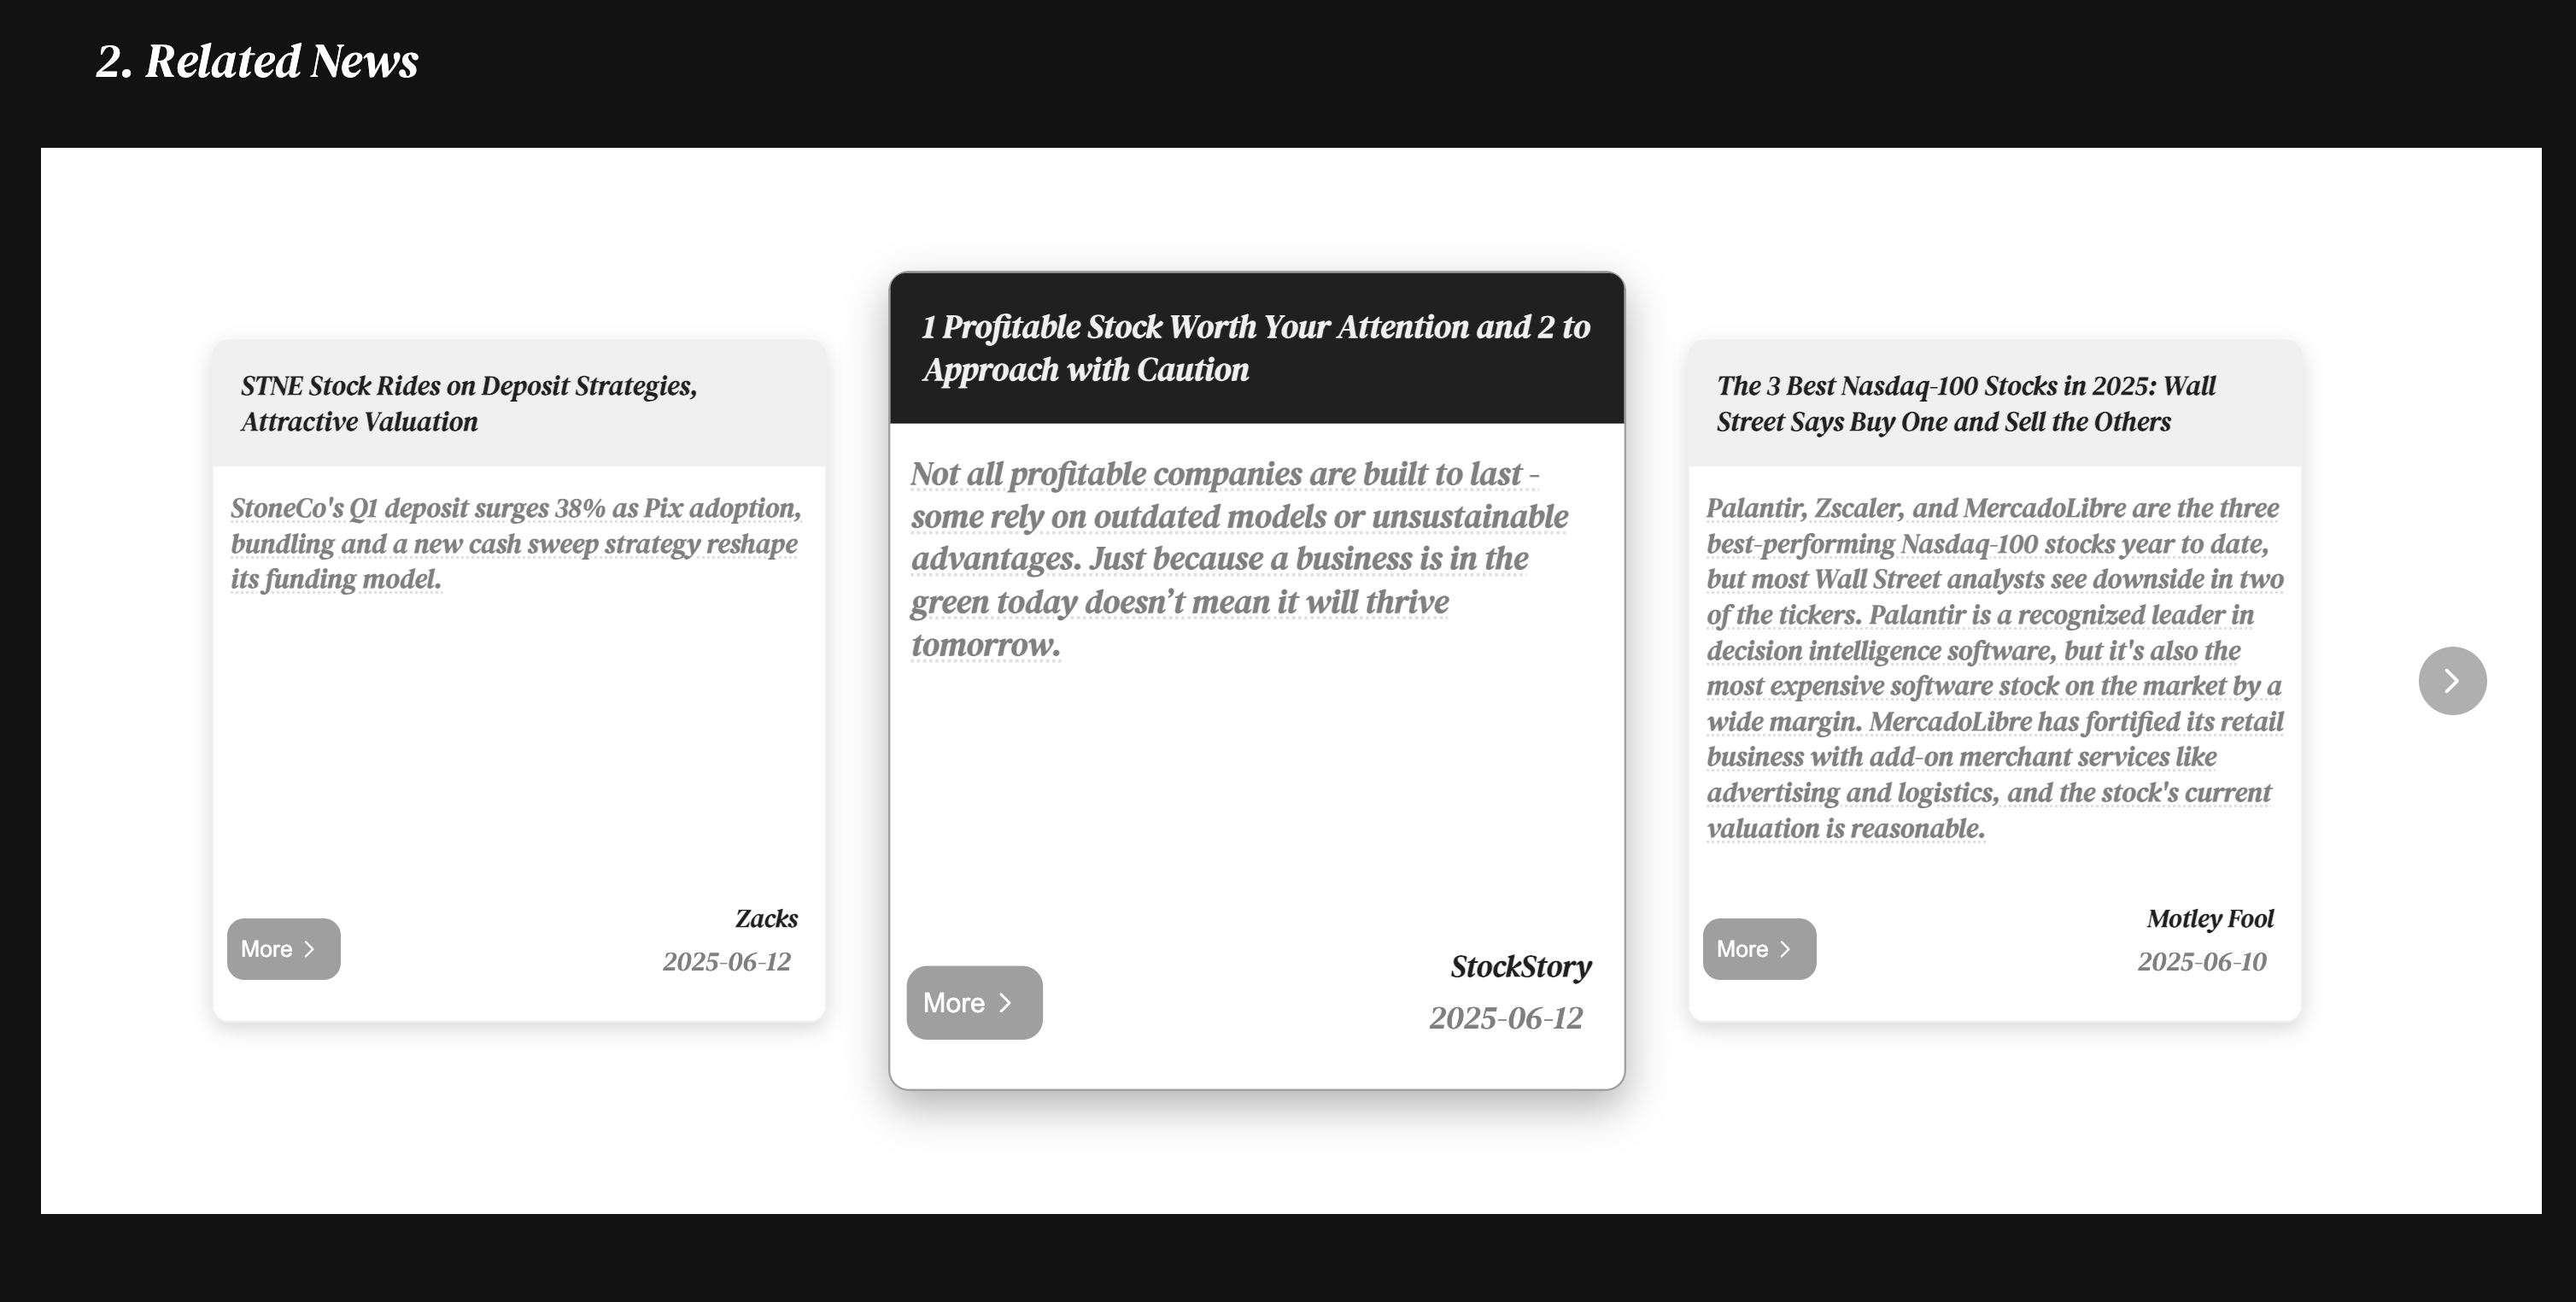 2. Related News
STNE Stock Rides on Deposit Strategies,
Attractive Valuation
StoneCo's Q1 deposit surges 38% as Pix adoption,
bundling and a new cash sweep strategy reshape
its funding model.
More
Zacks
2025-06-12
1 Profitable Stock Worth Your Attention and 2 to
Approach with Caution
Not all profitable companies are built to last -
some rely on outdated models or unsustainable
advantages. Just because a business is in the
green today doesn’t mean it will thrive
tomorrow.
More
StockStory
2025-06-12
The 3 Best Nasdaq-100 Stocks in 2025: Wall
Street Says Buy One and Sell the Others
Palantir, Zscaler, and MercadoLibre are the three
best-performing Nasdaq-100 stocks year to date,
but most Wall Street analysts see downside in two
of the tickers. Palantir is a recognized leader in
decision intelligence software, but it's also the
most expensive software stock on the market by a
wide margin. MercadoLibre has fortified its retail
business with add-on merchant services like
advertising and logistics, and the stock's current
valuation is reasonable.
More
Motley Fool
2025-06-10